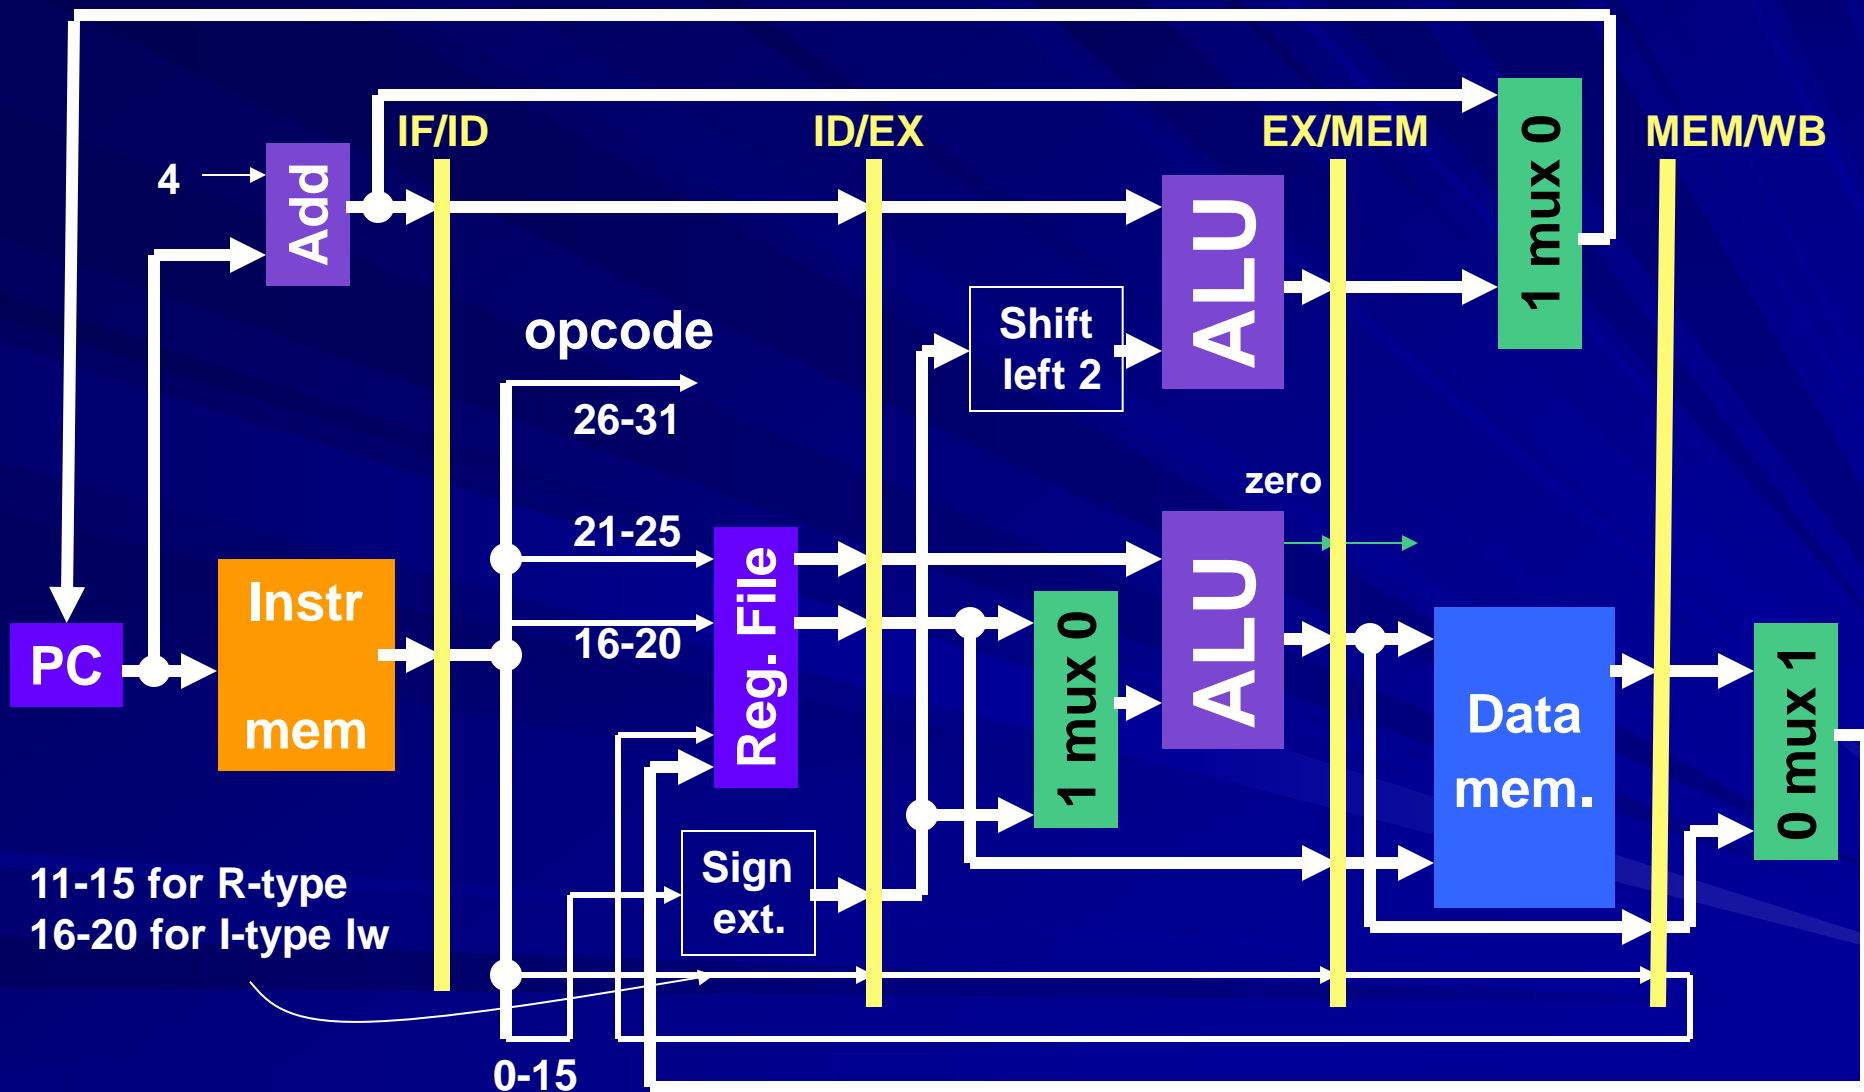 IF/ID
ID/EX
EX/MEM
MEM/WB
4
Add
ALU
1 mux 0
opcode
26-31
Shift
left 2
zero
21-25
16-20
Instr
mem
PC
Reg. File
1 mux 0
ALU
Data
mem.
0 mux 1
Sign
ext.
11-15 for R-type
16-20 for I-type lw
0-15